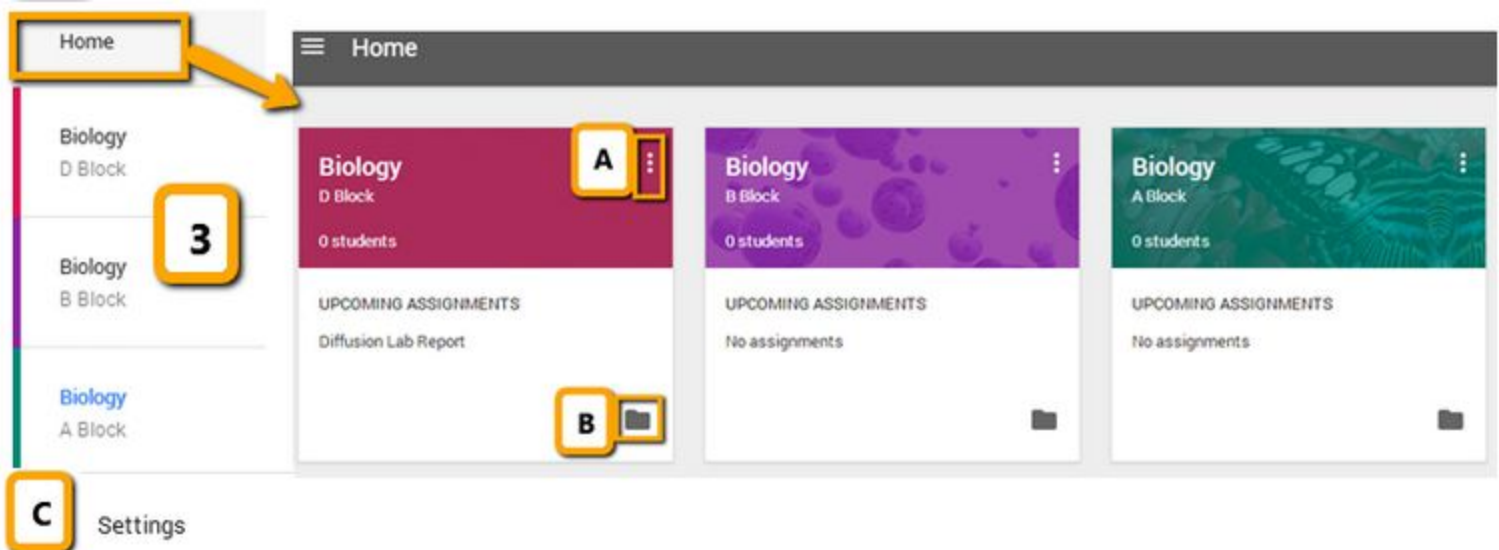 Home
Biology
D Block
3
Biology
B Block
Biology
A Block
C
Settings
Home
Biology
A
D Block
0 students
UPCOMING ASSIGNMENTS
Diffusion Lab Report
B
Biology
B Block
0 students
UPCOMING ASSIGNMENTS
No assignments
Biology
A Block
0 students
UPCOMING ASSIGNMENTS
No assignments